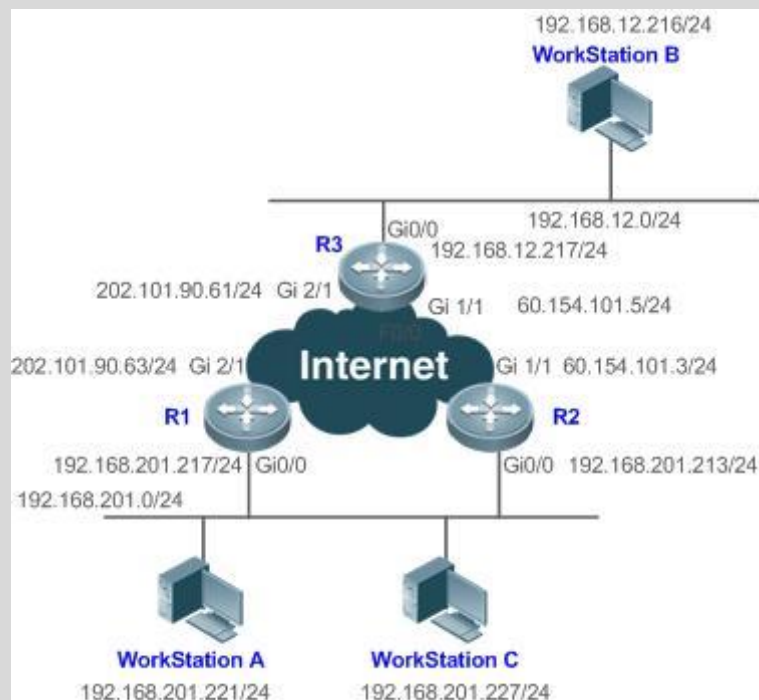 192.168.12.216/24
WorkStation B
192.168.12.0/24
Gi0/0
R3
192.168.12.217/24
202.101.90.61/24 Gi 2/1
Gi 1/1 60.154.101.5/24
Internet
202.101.90.63/24 Gi 2/1
Gi 1/1 60.154.101.3/24
R1
R2
192.168.201.217/24 Gi0/0
Gi0/0 192.168.201.213/24
192.168.201.0/24
WorkStation A
WorkStation C
192.168.201.221/24
192.168.201.227/24